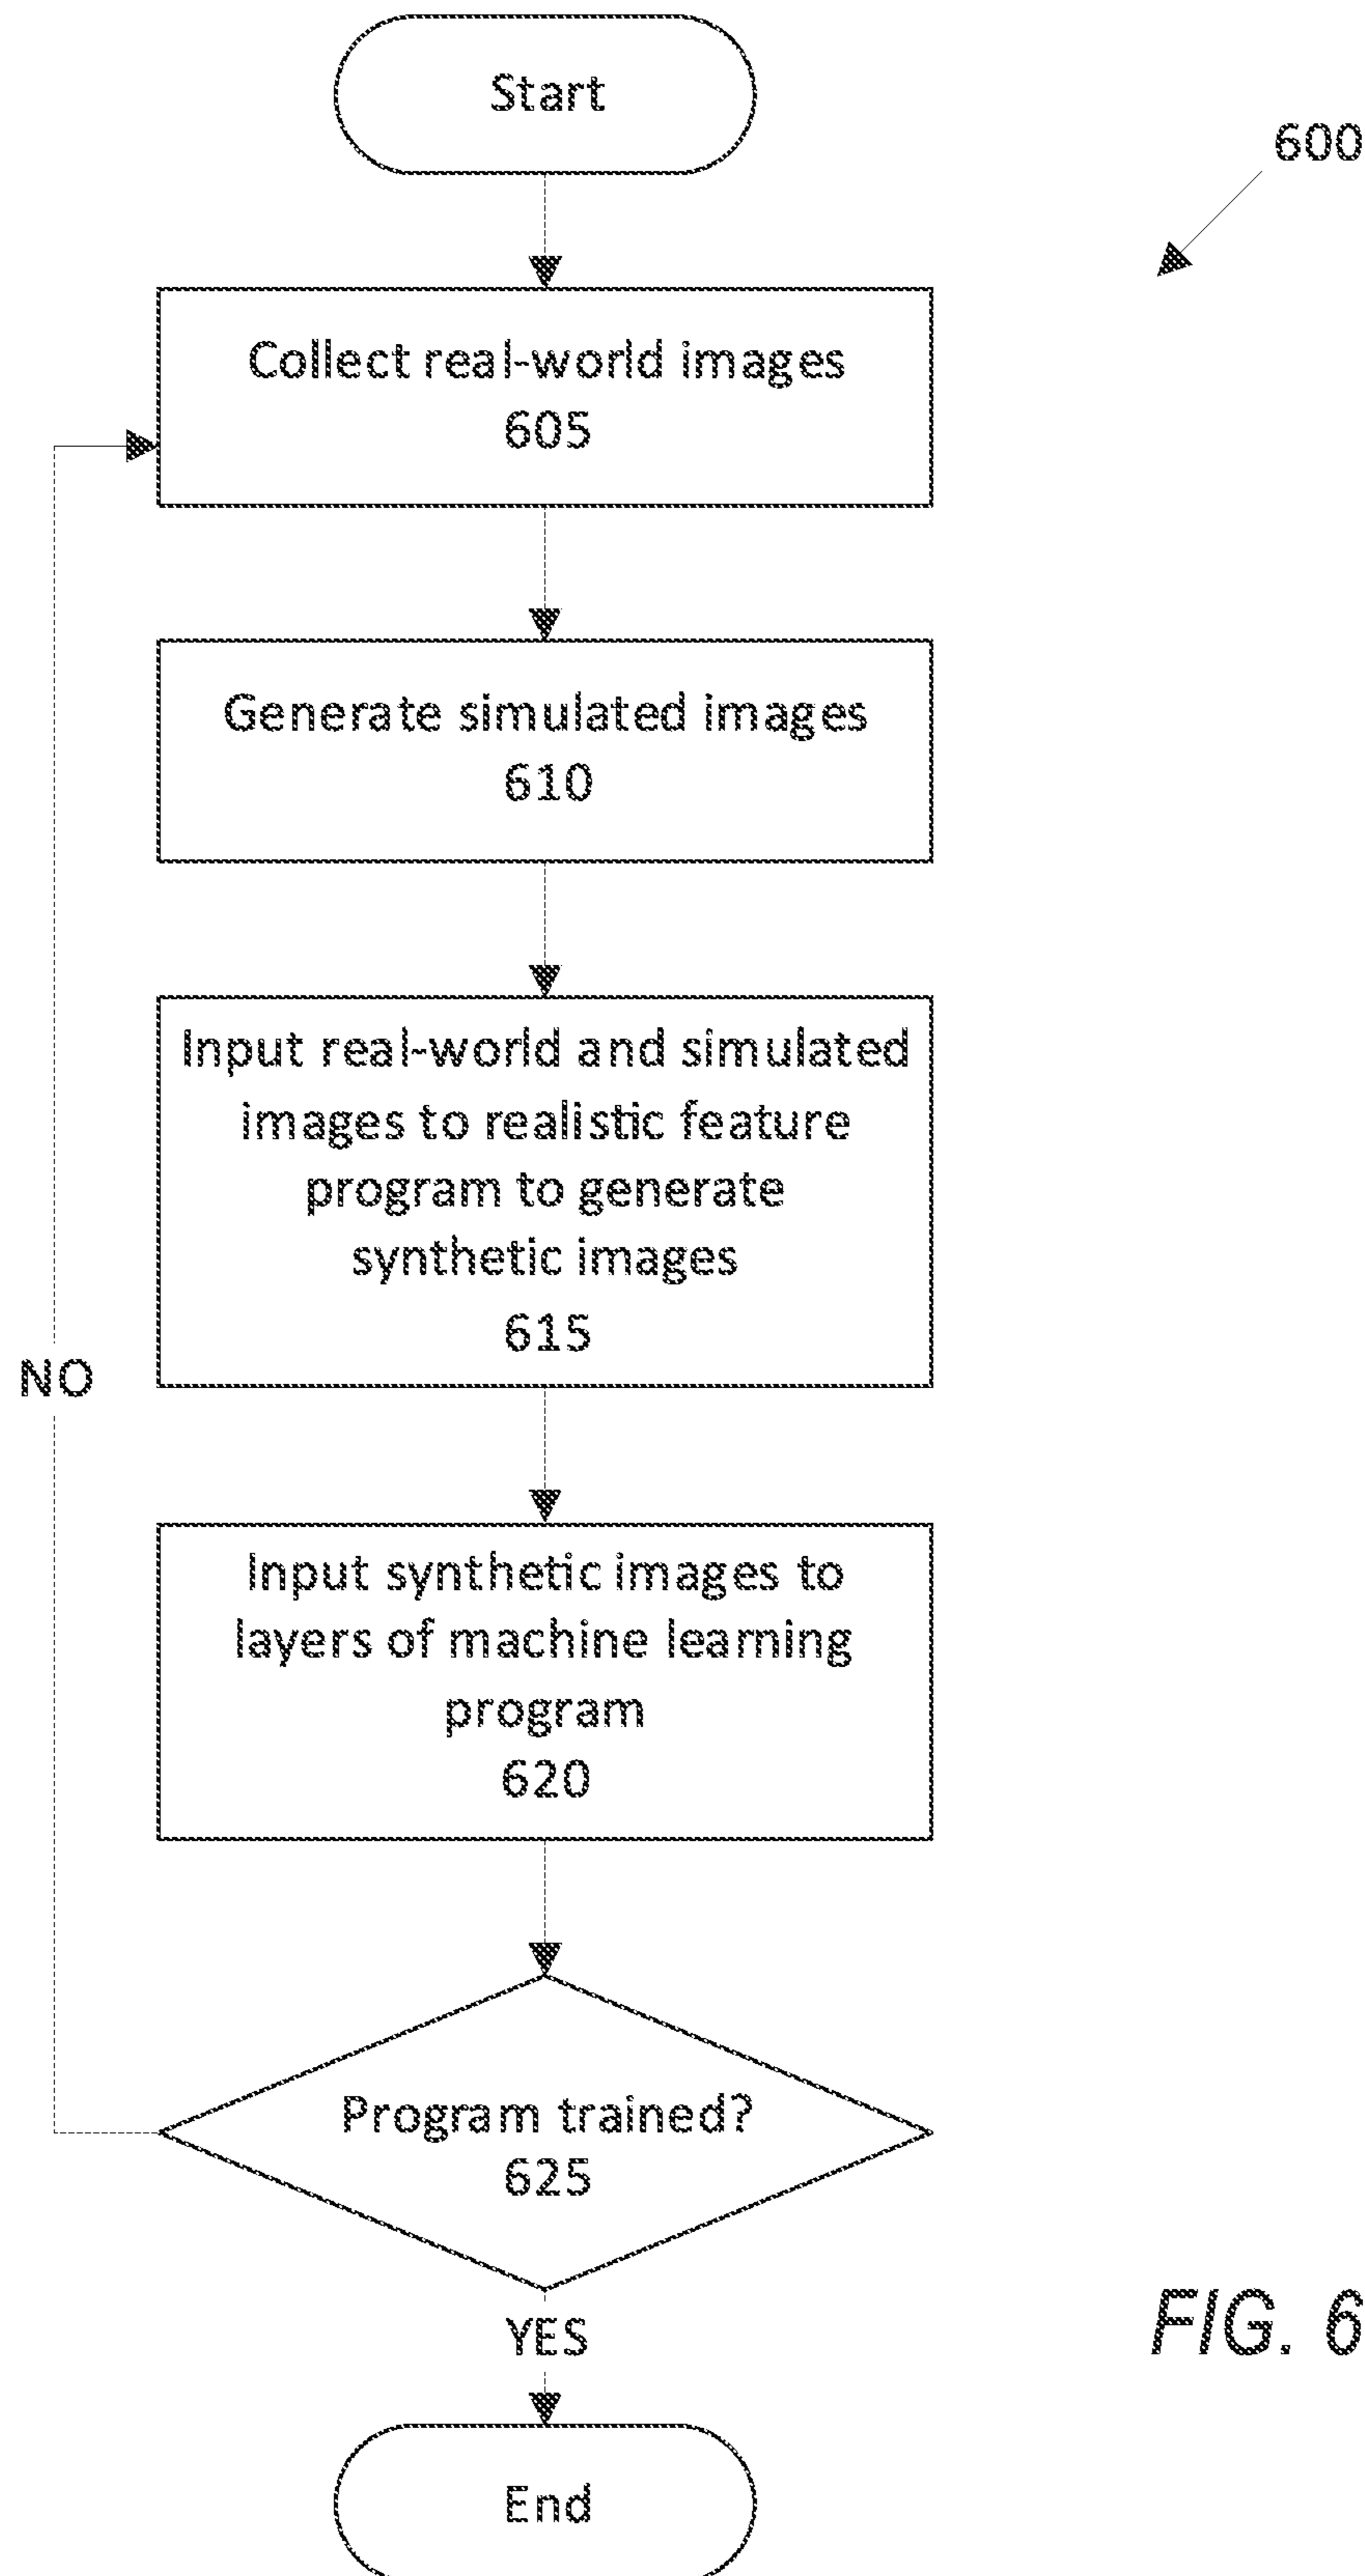 Start
600
Collect real-world images
605
Generate simulated images
610
Input real-world and simulated
images to realistic feature
program to generate
synthetic images
615
NO
Input synthetic images to
layers of machine learning
program
620
Program trained?
625
YES
FIG. 6
End